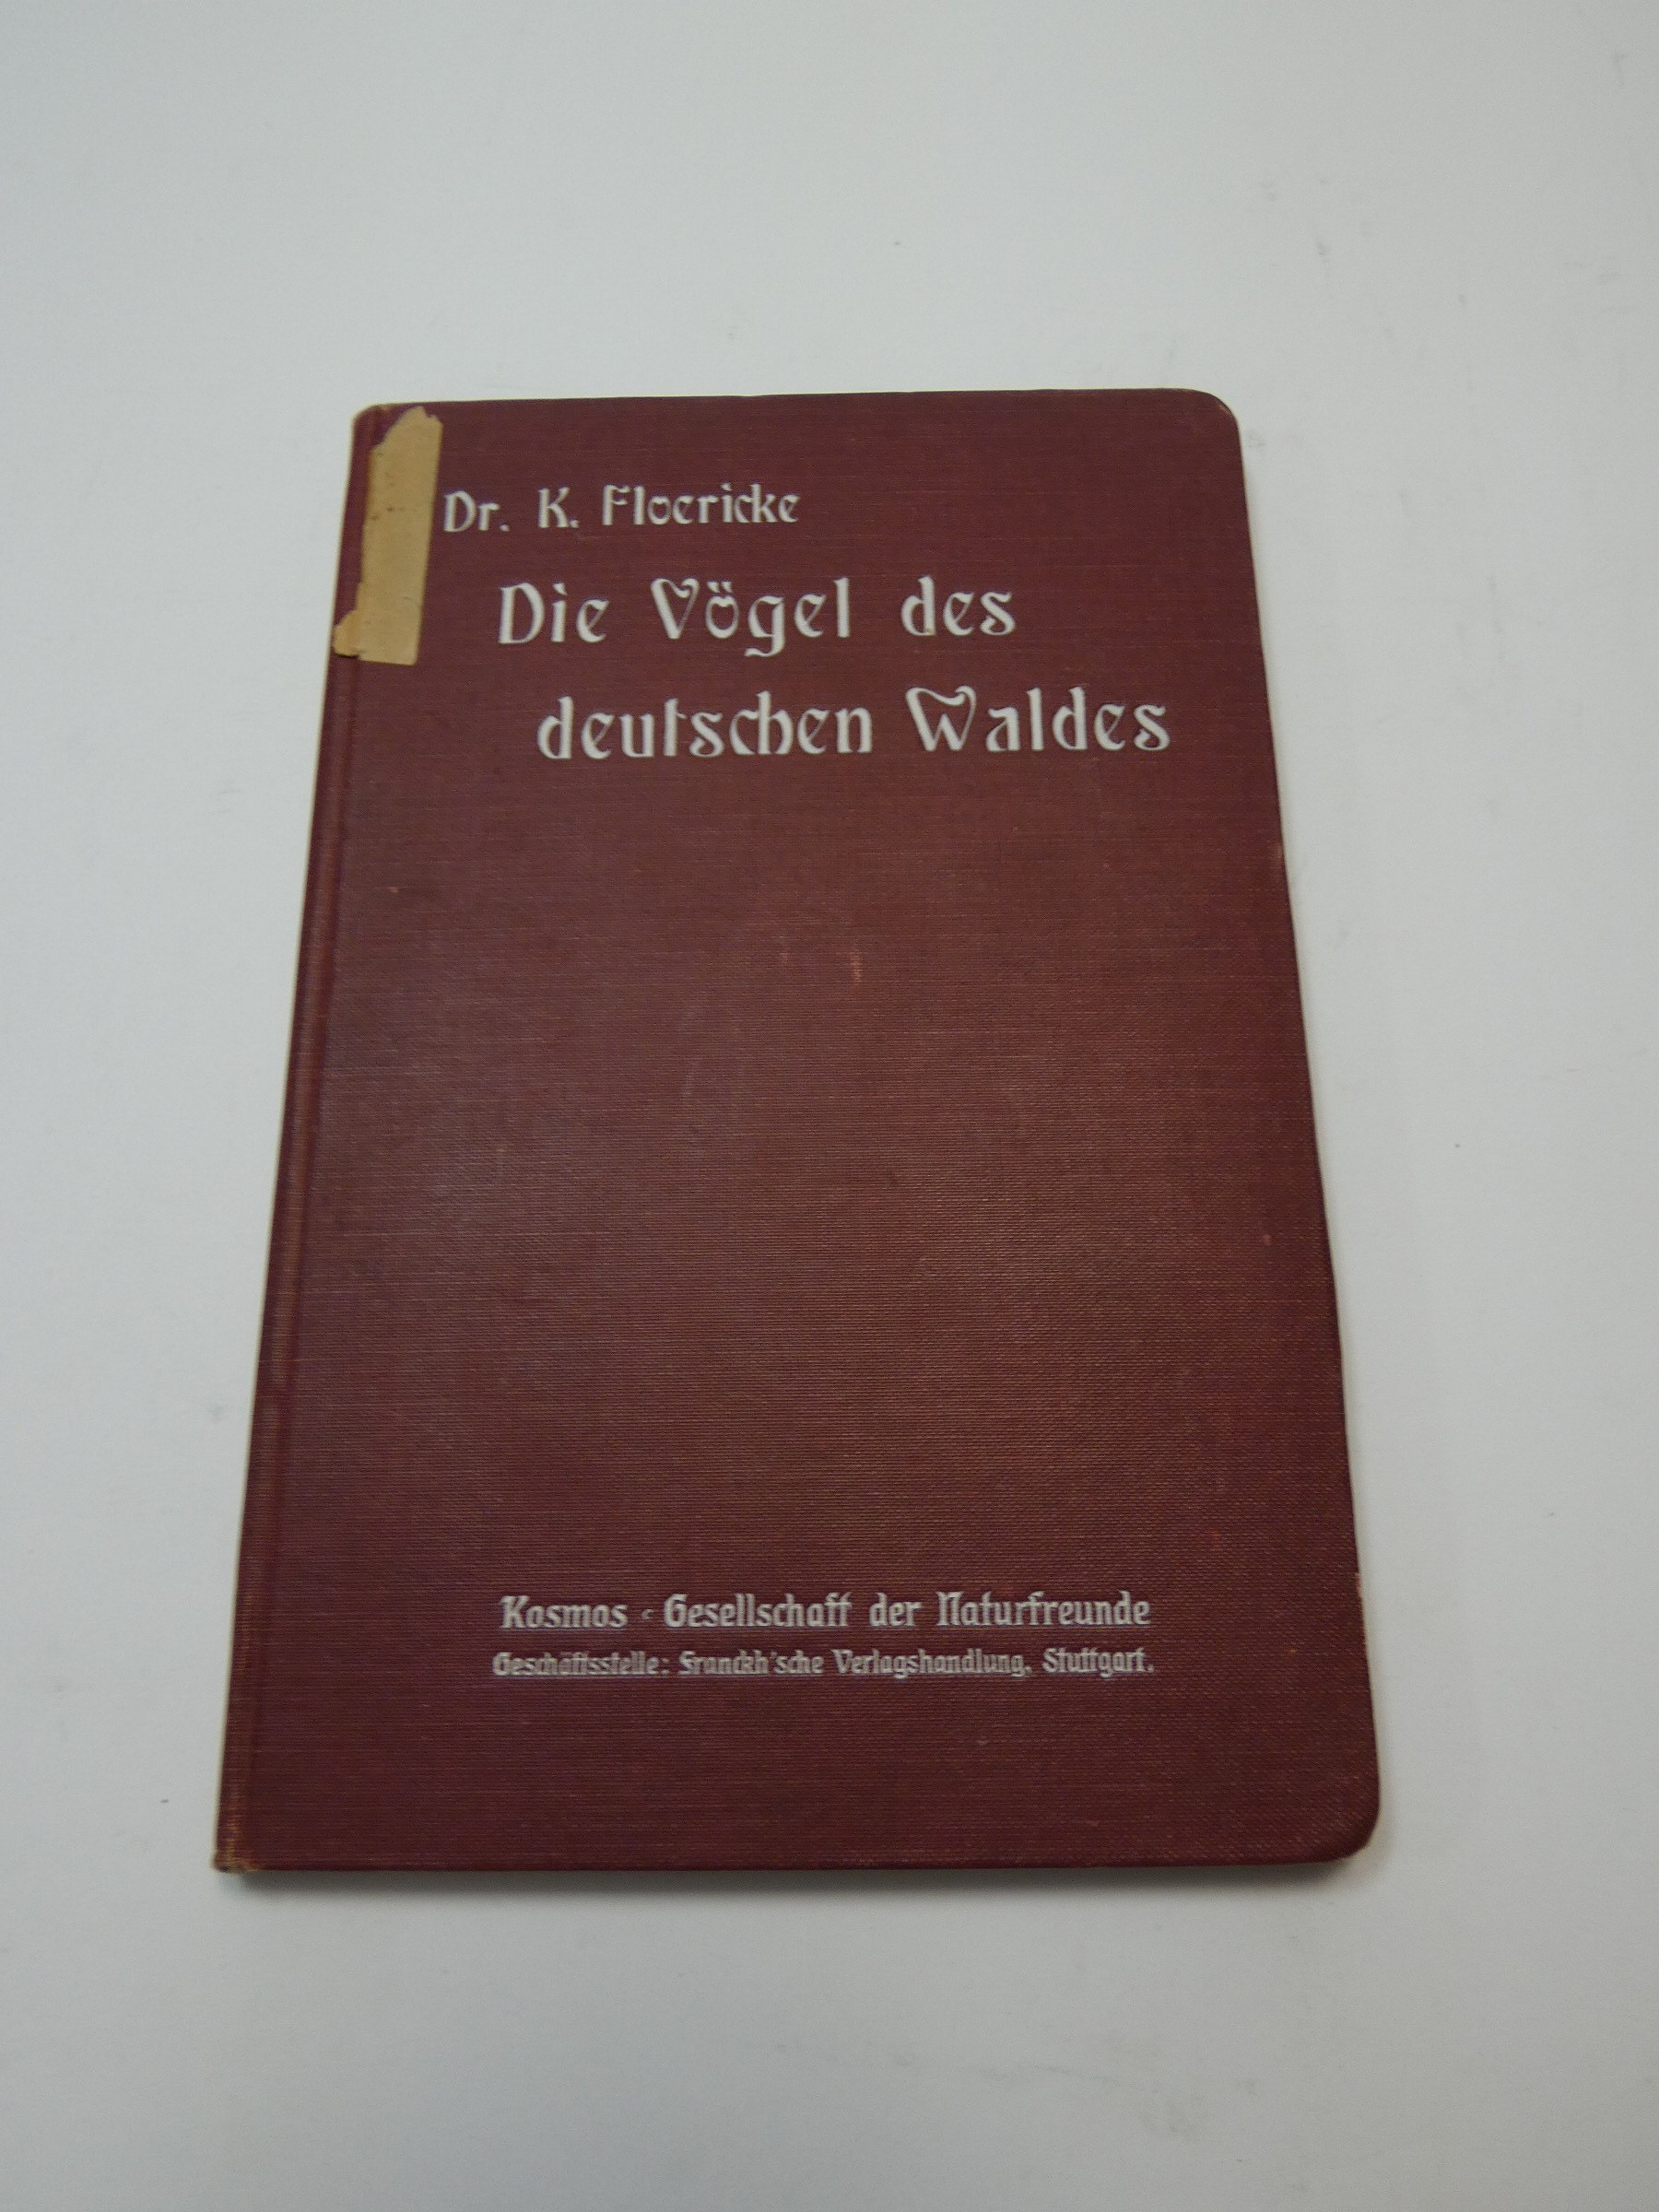 Dr. K. Floericke
Die Vögel des
deutschen Waldes
Kosmos · Gesellschaft der Naturfreunde
Geschäftsstelle: Franckh'sche Verlagshandlung, Stuttgart.